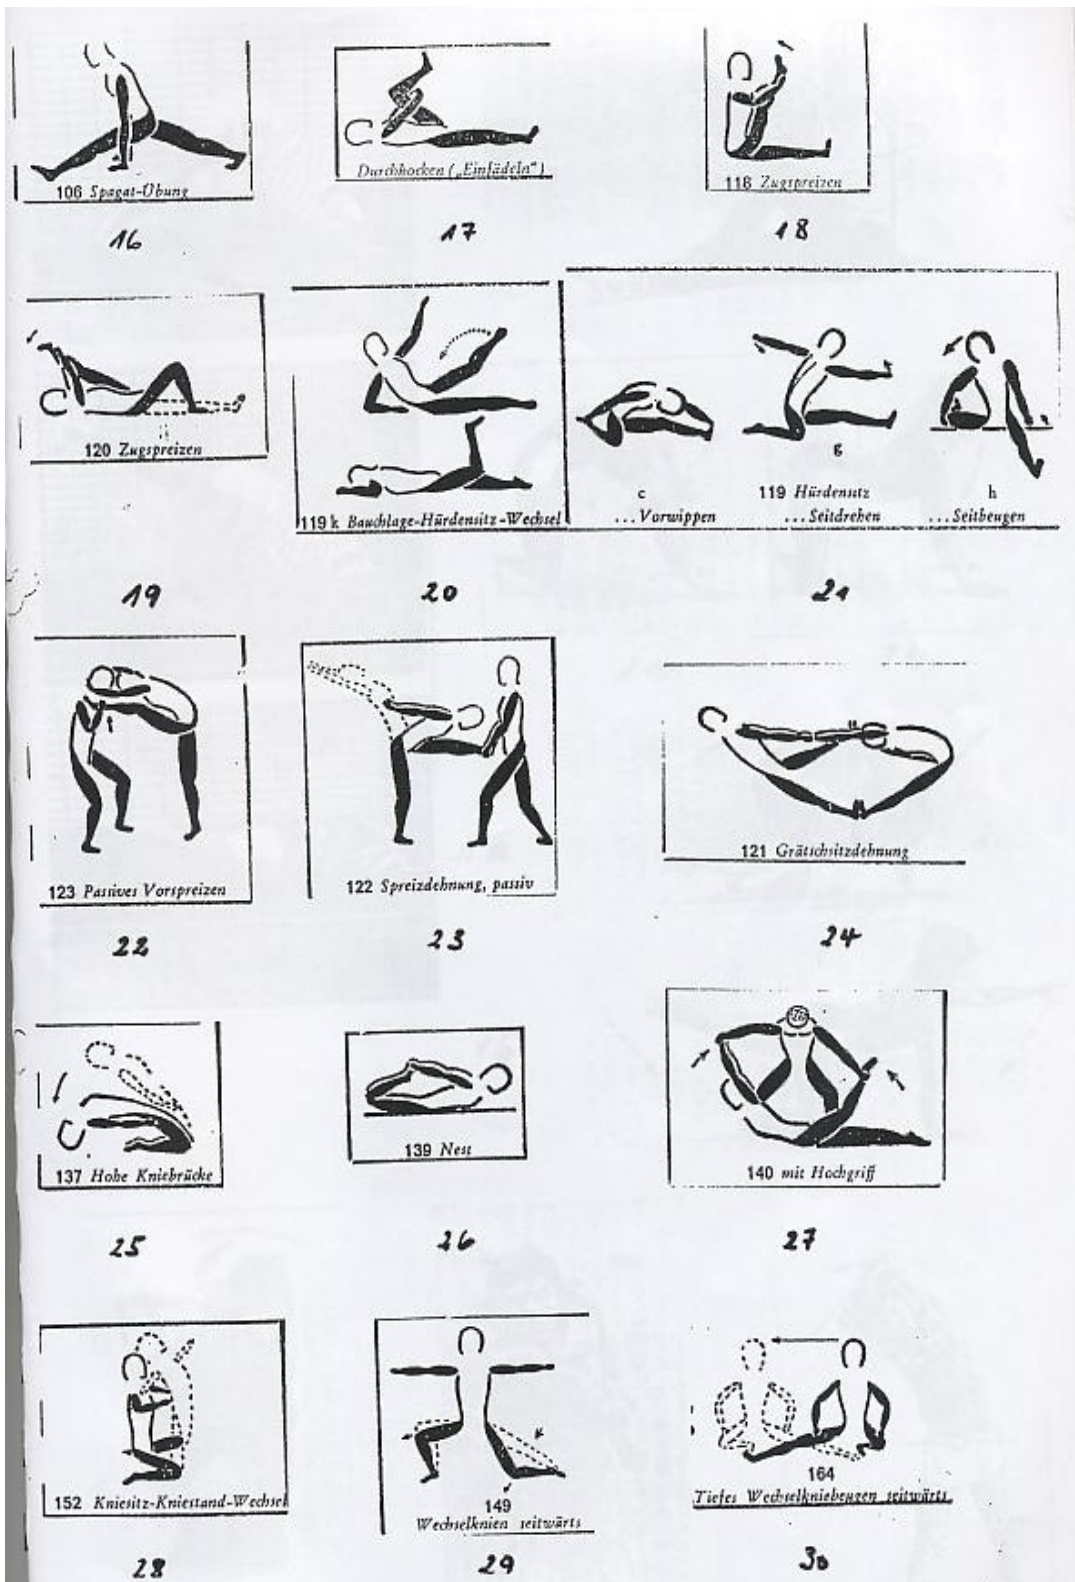 106 Spagat-Übung
Durchhocken („Einfädeln“)
118 Zugspreizen
16
17
18
120 Zugspreizen
119 k Bauchlage-Hürdensitz-Wechsel
c
g
h
119 Hürdensitz
...Vorwippen
...Seitdrehen
...Seitbeugen
19
20
21
123 Passives Vorspreizen
122 Spreizdehnung, passiv
121 Grätschsitzdehnung
22
23
24
137 Hohe Kniebrücke
139 Nest
140 mit Hochgriff
25
26
27
152 Kniesitz-Kniestand-Wechsel
149
Wechselknien seitwärts
164
Tiefes Wechselkniebeugen seitwärts
28
29
30